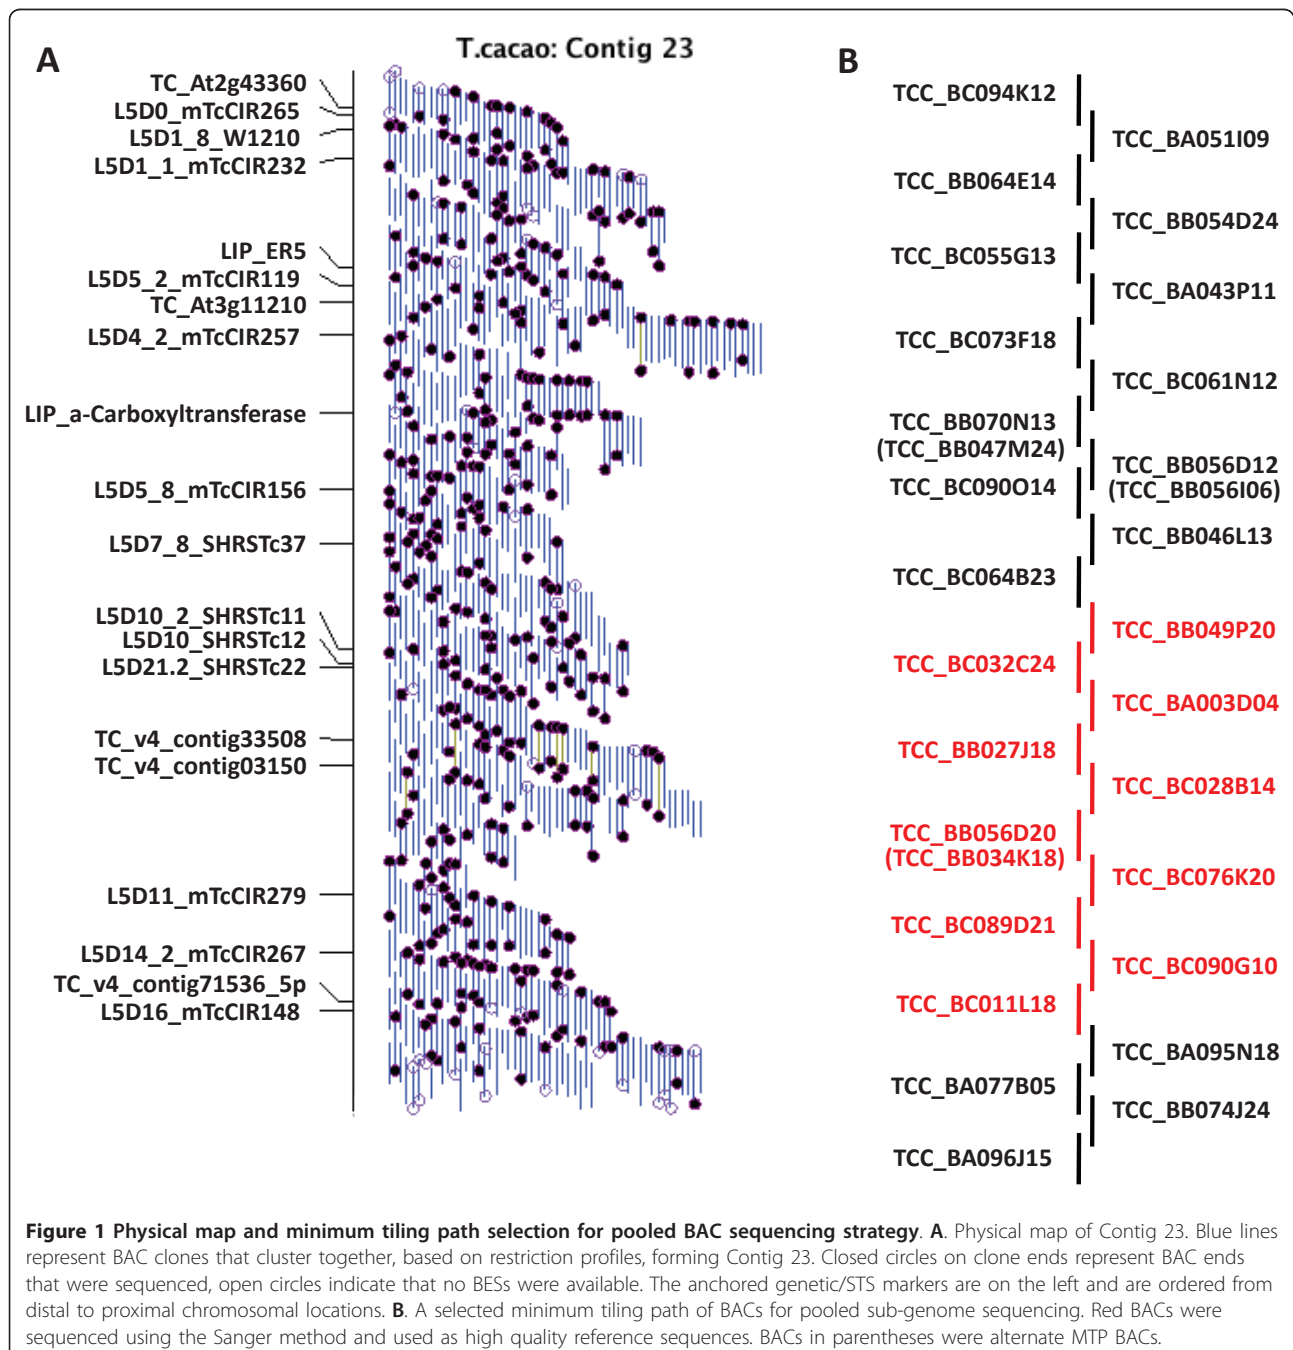 A
T.cacao: Contig 23
TC_At2g43360
L5D0_mTcCIR265
L5D1_8_W1210
L5D1_1_mTcCIR232
LIP_ER5
L5D5_2_mTcCIR119
TC_At3g11210
L5D4_2_mTcCIR257
LIP_a-Carboxyltransferase
L5D5_8_mTcCIR156
L5D7_8_SHRSTc37
L5D10_2_SHRSTc11
L5D10_SHRSTc12
L5D21.2_SHRSTc22
TC_v4_contig33508
TC_v4_contig03150
L5D11_mTcCIR279
L5D14_2_mTcCIR267
TC_v4_contig71536_5p
L5D16_mTcCIR148
B
TCC_BC094K12
TCC_BA051I09
TCC_BB064E14
TCC_BB054D24
TCC_BC055G13
TCC_BA043P11
TCC_BC073F18
TCC_BC061N12
TCC_BB070N13
(TCC_BB047M24)
TCC_BB056D12
(TCC_BB056I06)
TCC_BC090O14
TCC_BB046L13
TCC_BC064B23
TCC_BB049P20
TCC_BC032C24
TCC_BA003D04
TCC_BB027J18
TCC_BC028B14
TCC_BB056D20
(TCC_BB034K18)
TCC_BC076K20
TCC_BC089D21
TCC_BC090G10
TCC_BC011L18
TCC_BA095N18
TCC_BA077B05
TCC_BB074J24
TCC_BA096J15
Figure 1 Physical map and minimum tiling path selection for pooled BAC sequencing strategy. A. Physical map of Contig 23. Blue lines
represent BAC clones that cluster together, based on restriction profiles, forming Contig 23. Closed circles on clone ends represent BAC ends
that were sequenced, open circles indicate that no BESs were available. The anchored genetic/STS markers are on the left and are ordered from
distal to proximal chromosomal locations. B. A selected minimum tiling path of BACs for pooled sub-genome sequencing. Red BACs were
sequenced using the Sanger method and used as high quality reference sequences. BACs in parentheses were alternate MTP BACs.